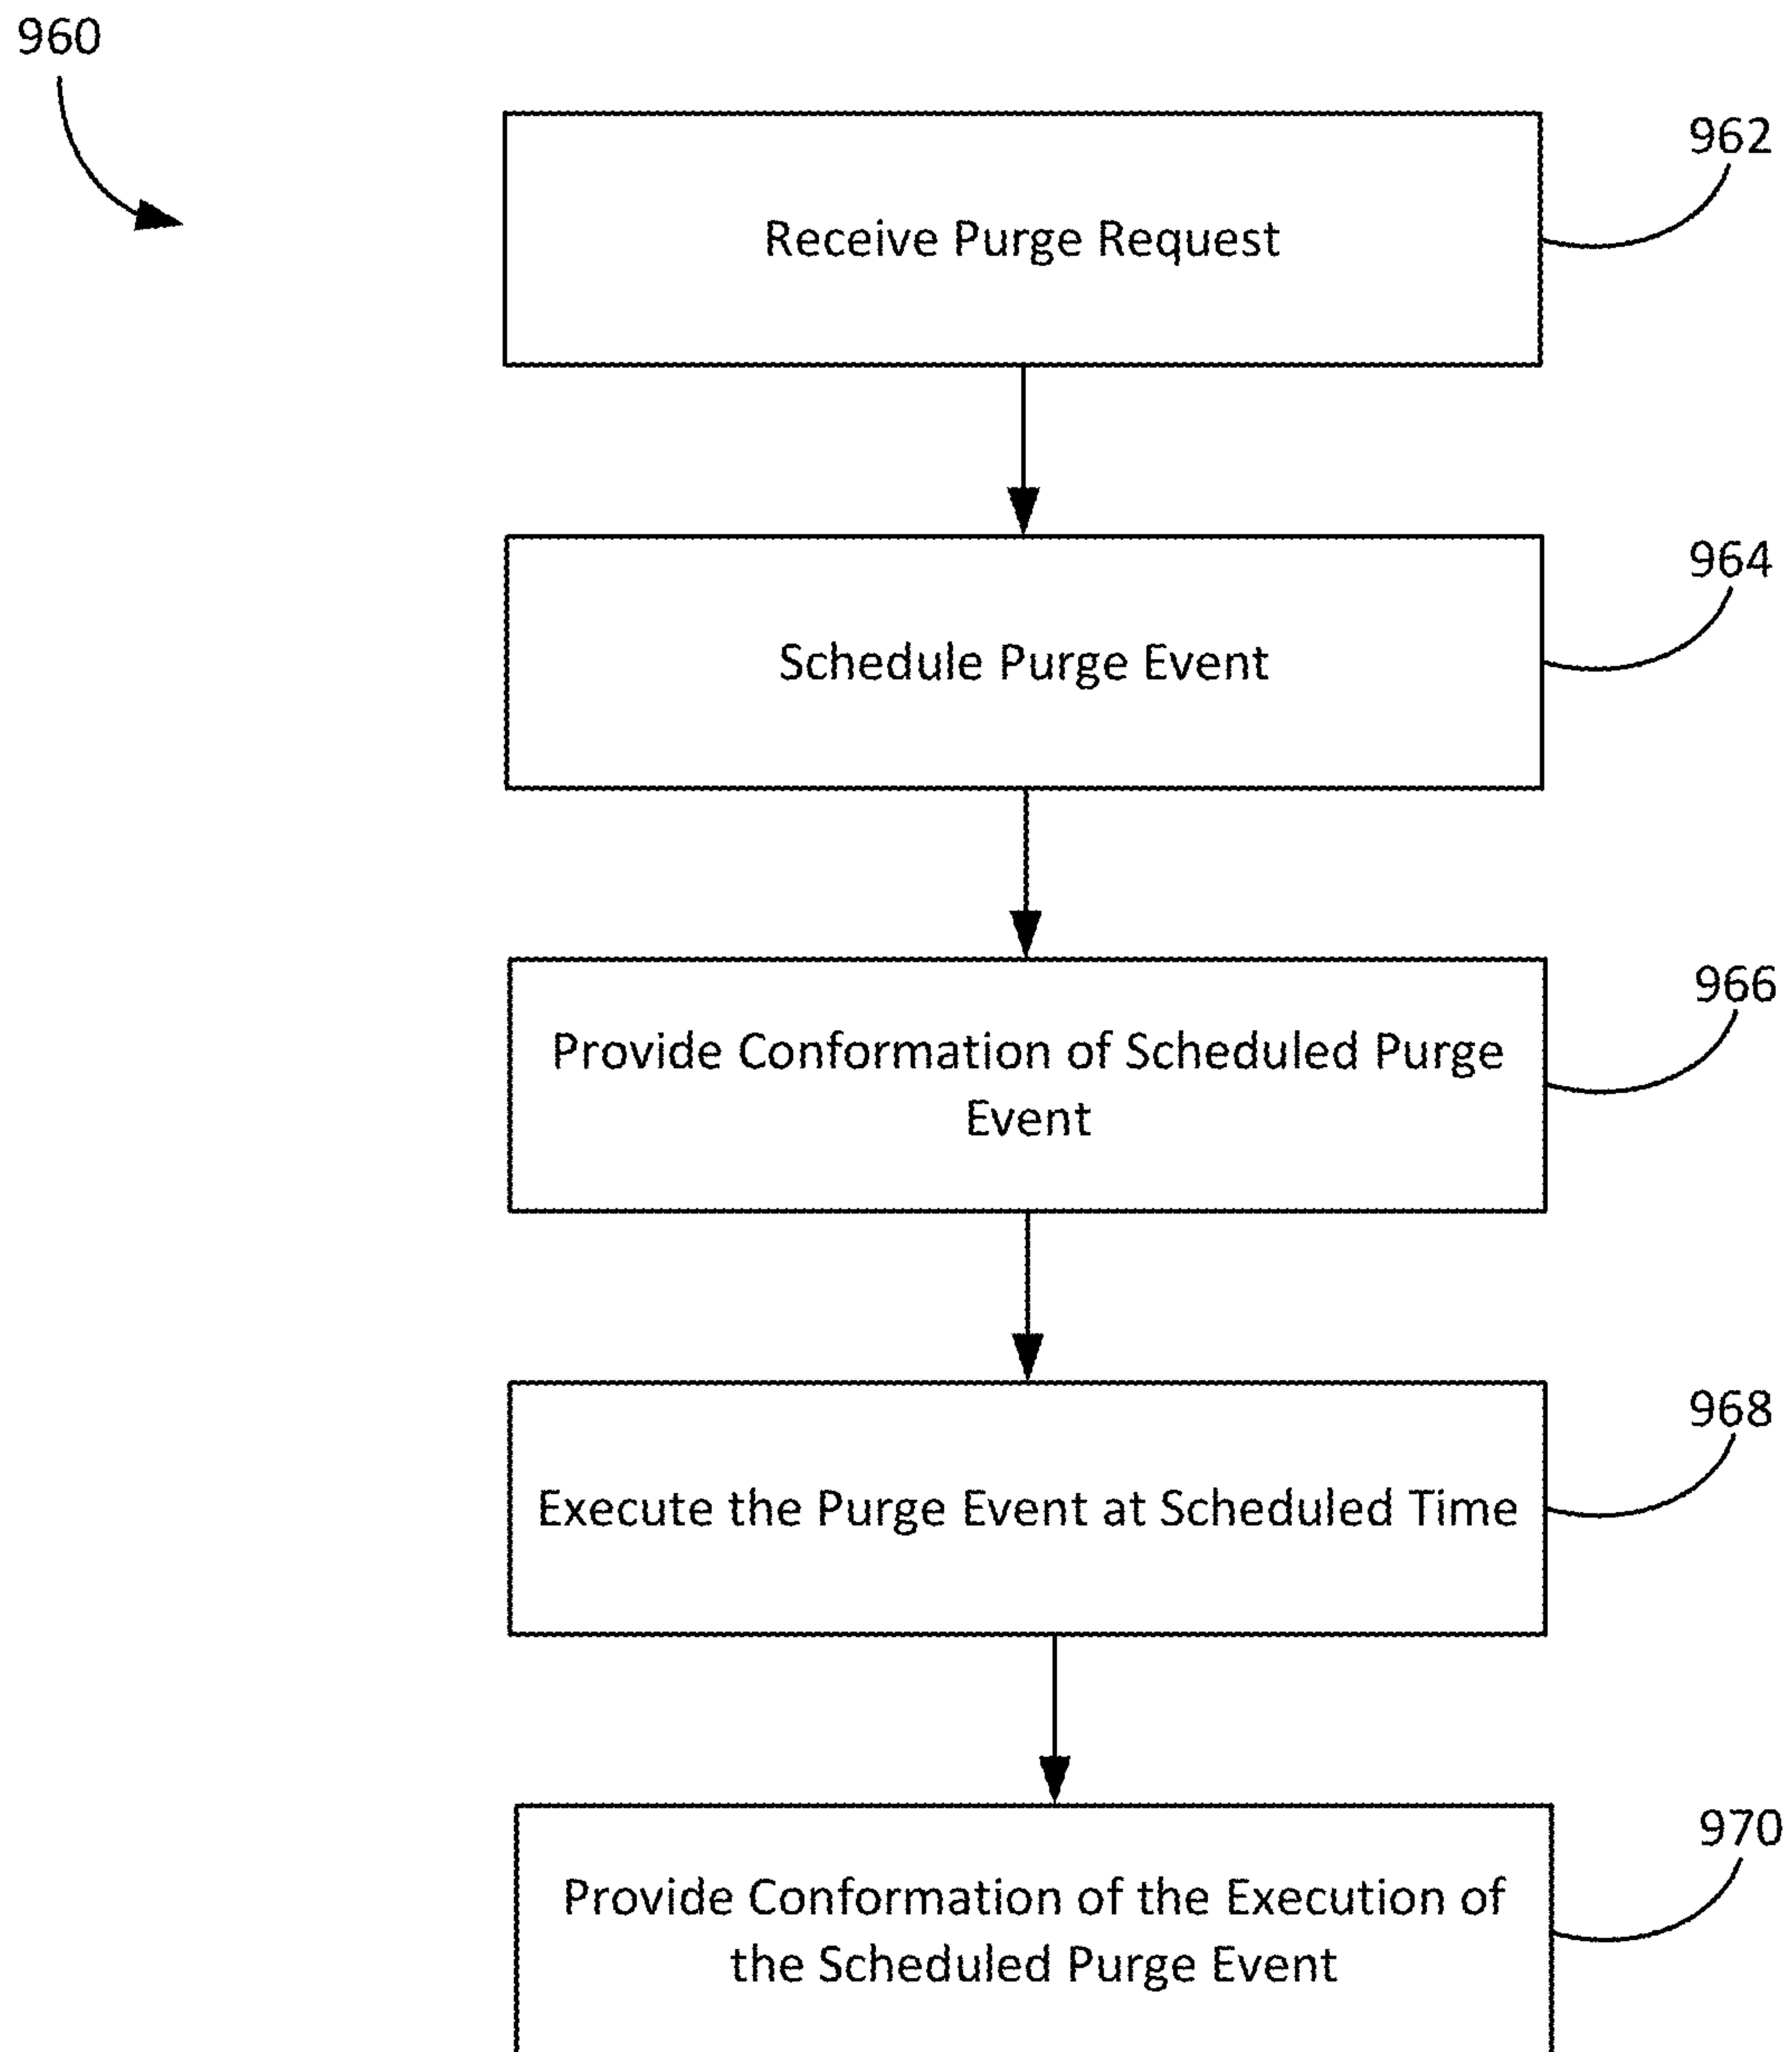 960
962
Receive Purge Request
964
Schedule Purge Event
966
Provide Conformation of Scheduled Purge
Event
968
Execute the Purge Event at Scheduled Time
970
Provide Conformation of the Execution of
the Scheduled Purge Event